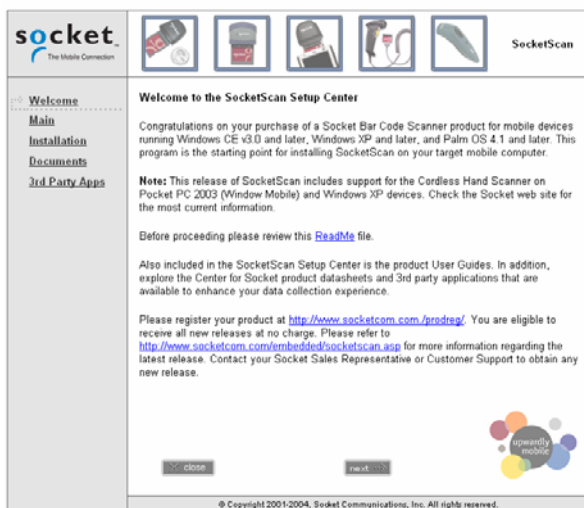 socket
The Mobile Connection
SocketScan
Welcome
Main
Installation
Documents
3rd Party Apps
Welcome to the SocketScan Setup Center
Congratulations on your purchase of a Socket Bar Code Scanner product for mobile devices
running Windows CE v3.0 and later, Windows XP and later, and Palm OS 4.1 and later. This
program is the starting point for installing SocketScan on your target mobile computer.
Note: This release of SocketScan includes support for the Cordless Hand Scanner on
Pocket PC 2003 (Window Mobile) and Windows XP devices. Check the Socket web site for
the most current information.
Before proceeding please review this ReadMe file.
Also included in the SocketScan Setup Center is the product User Guides. In addition,
explore the Center for Socket product datasheets and 3rd party applications that are
available to enhance your data collection experience.
Please register your product at http://www.socketcom.com./prodreg/. You are eligible to
receive all new releases at no charge. Please refer to
http://www.socketcom.com/embedded/socketscan.asp for more information regarding the
latest release. Contact your Socket Sales Representative or Customer Support to obtain any
new release.
upwardly
mobile
close
next
© Copyright 2001-2004, Socket Communications, Inc. All rights reserved.